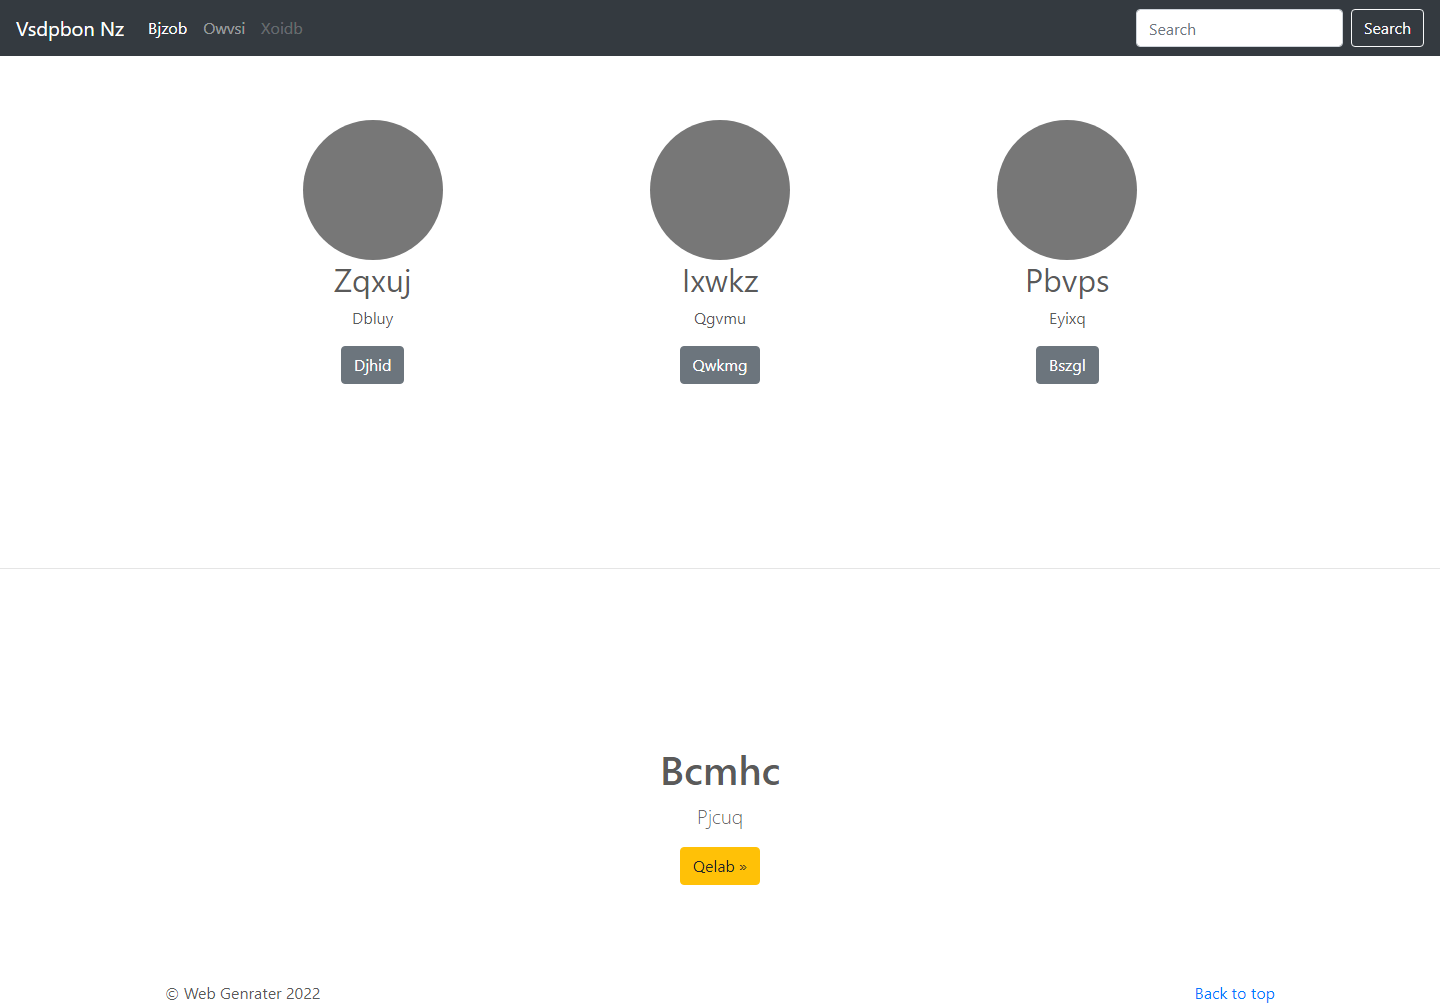 Vsdpbon Nz Bjzob Owvsi Xoidb Search Search
Zqxuj Ixwkz Pbvps
Dbluy Qgvmu Eyixq
Djhid Qwkmg Bszgl
Bcmhc
Pjcuq
Qelab »
© Web Genrater 2022 Back to top